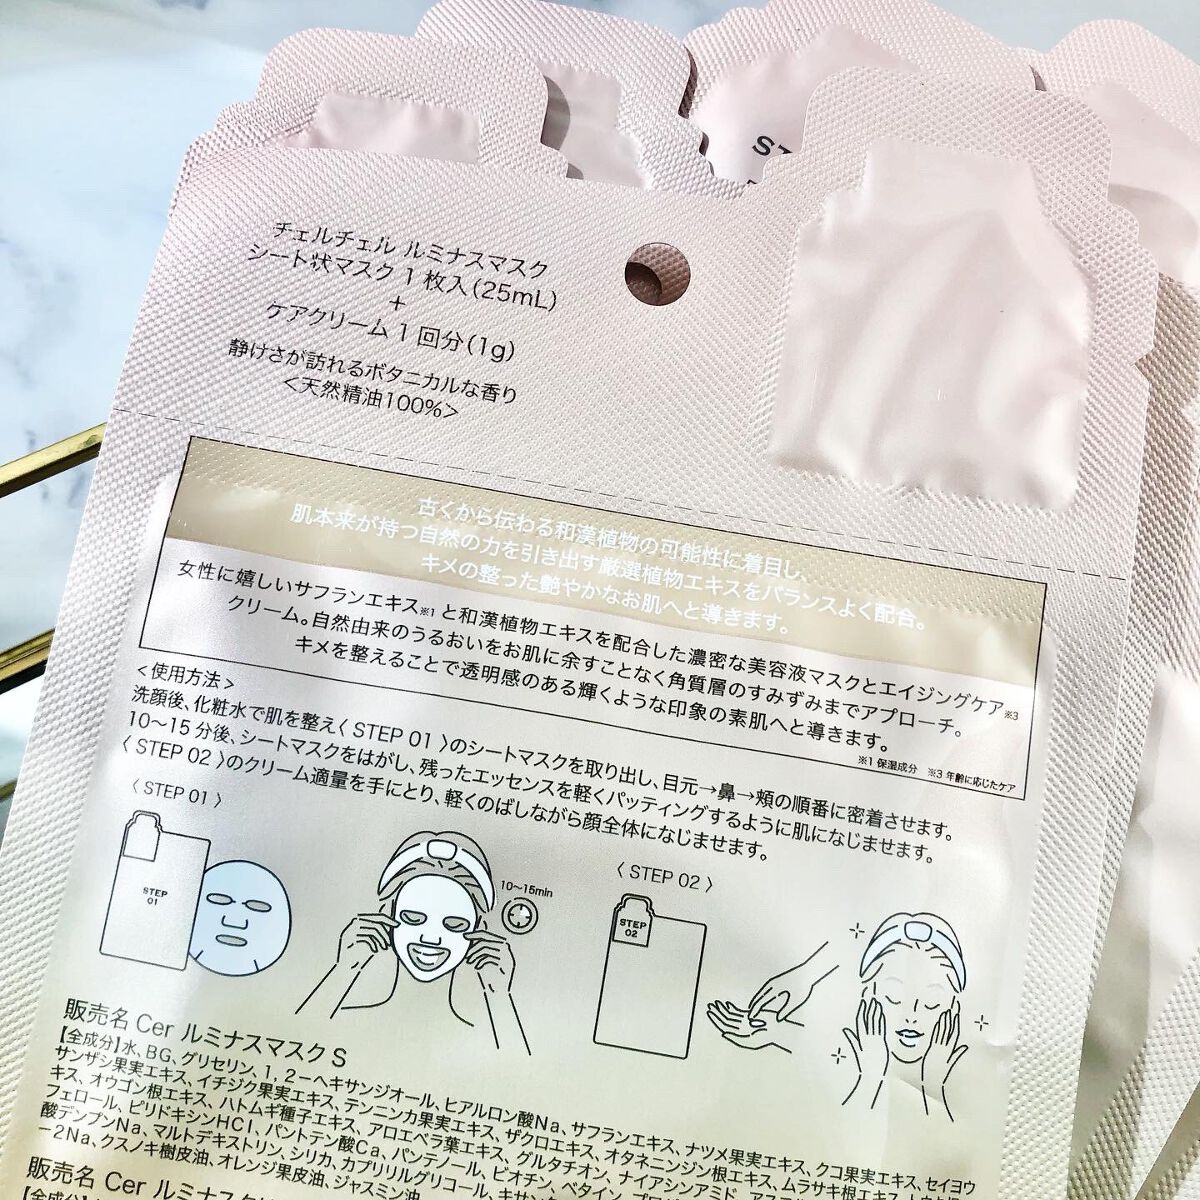 チェルチェル ルミナスマスク
シート状マスク 1 枚入（25mL）
+
ケアクリーム 1 回分（1g）
静けさが訪れるボタニカルな香り
＜天然精油100%＞
古くから伝わる和漢植物の可能性に着目し、
肌本来が持つ自然の力を引き出す厳選植物エキスをバランスよく配合。
キメの整った艶やかなお肌へと導きます。
女性に嬉しいサフランエキス※1 と和漢植物エキスを配合した濃密な美容液マスクとエイジングケア※3
クリーム。自然由来のうるおいをお肌に余すことなく角質層のすみずみまでアプローチ。
キメを整えることで透明感のある輝くような印象の素肌へと導きます。
※1 保湿成分　※3 年齢に応じたケア
＜使用方法＞
洗顔後、化粧水で肌を整え〈 STEP 01 〉のシートマスクを取り出し、目元→鼻→頬の順番に密着させます。
10〜15 分後、シートマスクをはがし、残ったエッセンスを軽くパッティングするように肌になじませます。
〈 STEP 02 〉のクリーム適量を手にとり、軽くのばしながら顔全体になじませます。
〈 STEP 01 〉
STEP
01
10〜15min
〈 STEP 02 〉
STEP
02
販売名 Cer ルミナスマスク S
【全成分】水、BG、グリセリン、1，2－ヘキサンジオール、ヒアルロン酸Na、サフランエキス、ナツメ果実エキス、クコ果実エキス、セイヨウ
サンザシ果実エキス、イチジク果実エキス、テンニンカ果実エキス、ザクロエキス、オタネニンジン根エキス、ムラサキ根エキス、
キス、オウゴン根エキス、ハトムギ種子エキス、アロエベラ葉エキス、グルタチオン、ナイアシンアミド、
フェロール、ピリドキシンHCl、パントテン酸Ca、パンテノール、ビオチン、ベタイン、
酸デンプンNa、マルトデキストリン、シリカ、カプリリルグリコール、
－2Na、クスノキ樹皮油、オレンジ果皮油、ジャスミン油
販売名 Cer ルミナス
【全成分】